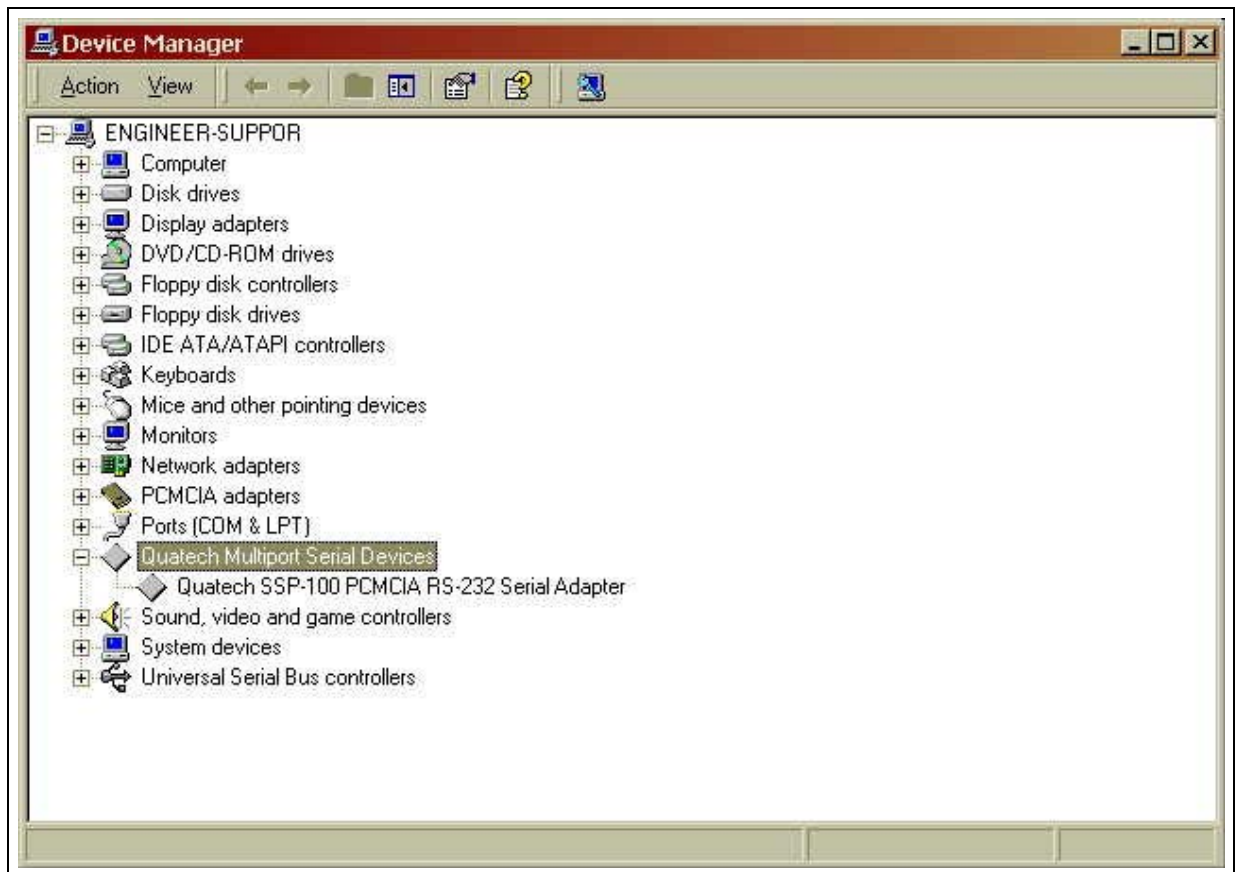 Device Manager
Action View
ENGINEER-SUPPOR
Computer
Disk drives
Display adapters
DVD/CD-ROM drives
Floppy disk controllers
Floppy disk drives
IDE ATA/ATAPI controllers
Keyboards
Mice and other pointing devices
Monitors
Network adapters
PCMCIA adapters
Ports (COM & LPT)
Quatech Multiport Serial Devices
Quatech SSP-100 PCMCIA RS-232 Serial Adapter
Sound, video and game controllers
System devices
Universal Serial Bus controllers